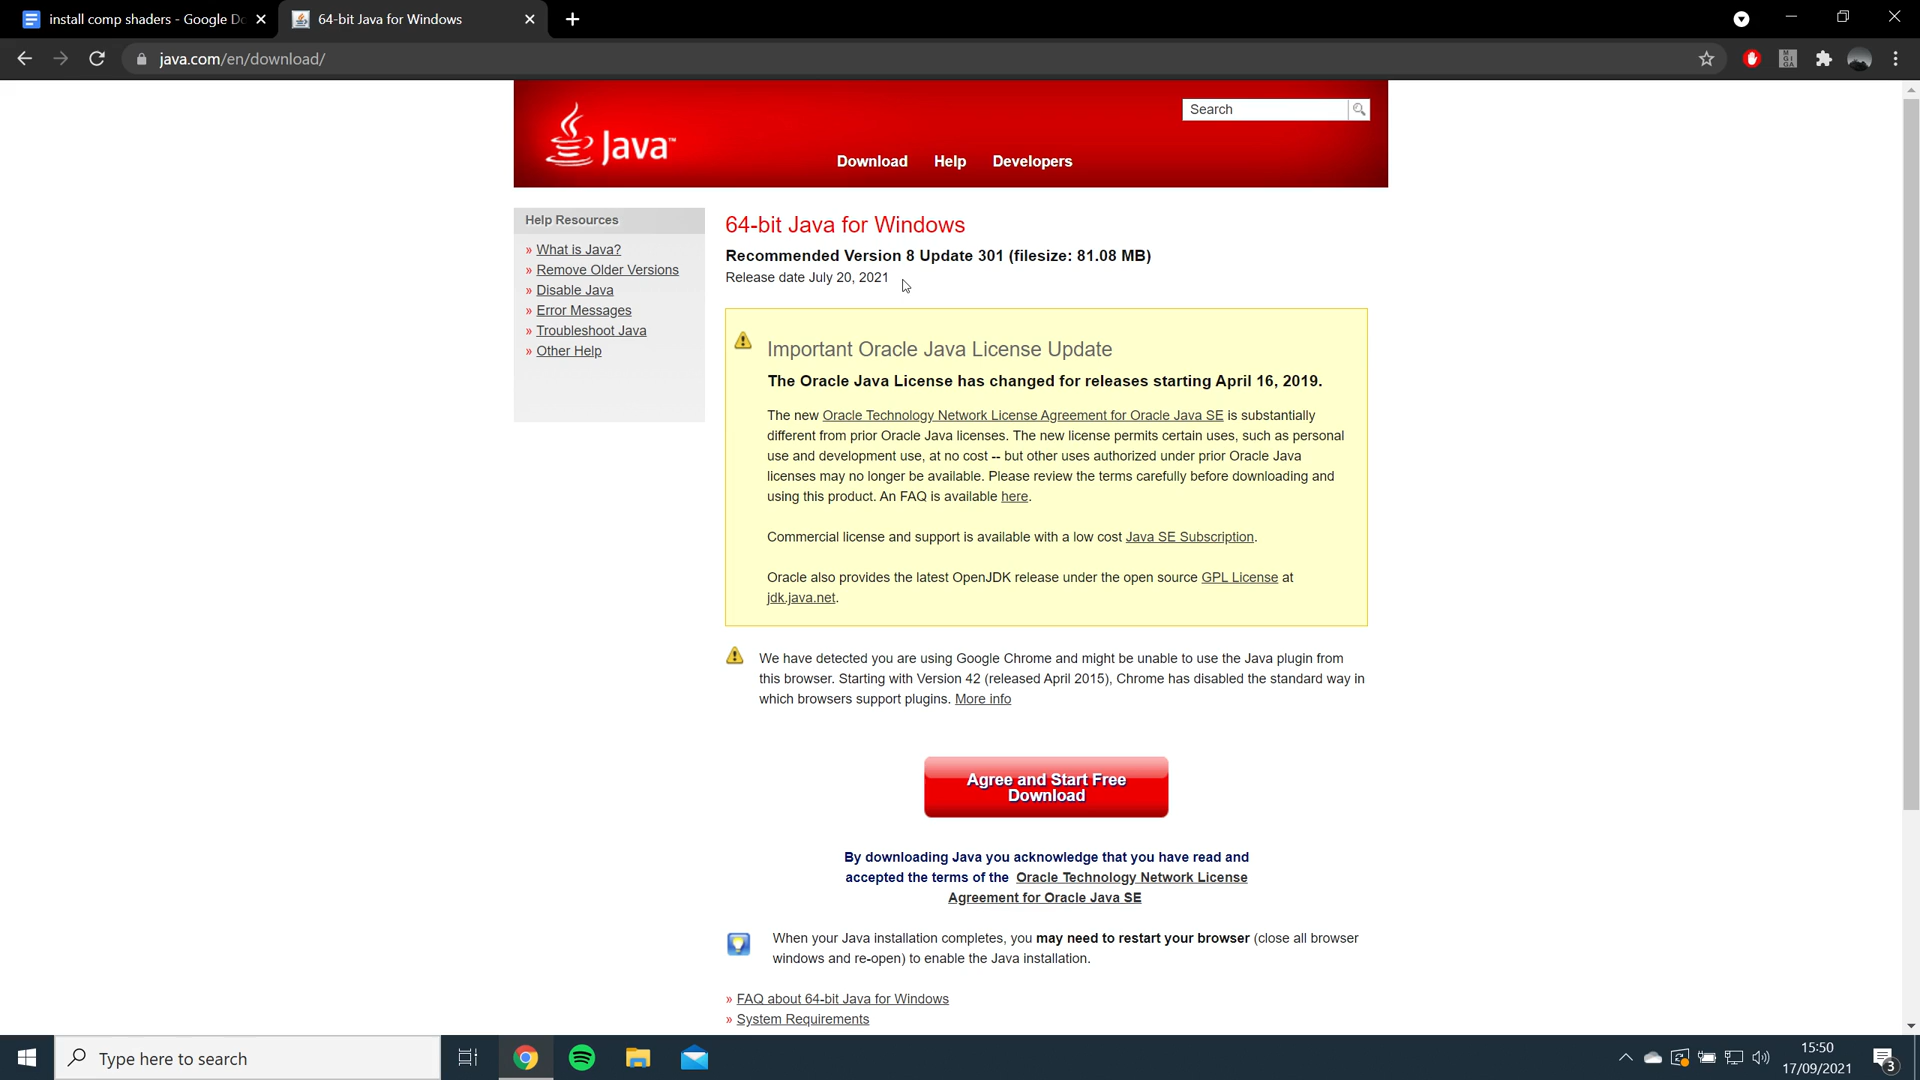 install comp shaders - Google Do
64-bit Java for Windows
java.com/en/download/
Java™
Search
Download
Help
Developers
Help Resources
» What is Java?
» Remove Older Versions
» Disable Java
» Error Messages
» Troubleshoot Java
» Other Help
64-bit Java for Windows
Recommended Version 8 Update 301 (filesize: 81.08 MB)
Release date July 20, 2021
Important Oracle Java License Update
The Oracle Java License has changed for releases starting April 16, 2019.
The new Oracle Technology Network License Agreement for Oracle Java SE is substantially
different from prior Oracle Java licenses. The new license permits certain uses, such as personal
use and development use, at no cost -- but other uses authorized under prior Oracle Java
licenses may no longer be available. Please review the terms carefully before downloading and
using this product. An FAQ is available here.
Commercial license and support is available with a low cost Java SE Subscription.
Oracle also provides the latest OpenJDK release under the open source GPL License at
jdk.java.net.
We have detected you are using Google Chrome and might be unable to use the Java plugin from
this browser. Starting with Version 42 (released April 2015), Chrome has disabled the standard way in
which browsers support plugins. More info
Agree and Start Free
Download
By downloading Java you acknowledge that you have read and
accepted the terms of the Oracle Technology Network License
Agreement for Oracle Java SE
When your Java installation completes, you may need to restart your browser (close all browser
windows and re-open) to enable the Java installation.
» FAQ about 64-bit Java for Windows
» System Requirements
Type here to search
15:50
17/09/2021
3